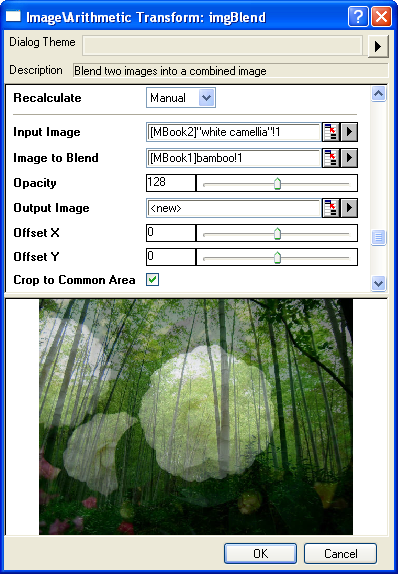 Image\Arithmetic Transform: imgBlend
Dialog Theme
Description Blend two images into a combined image
Recalculate Manual
Input Image [MBook2]"white camellia"!1
Image to Blend [MBook1]bamboo!1
Opacity 128
Output Image <new>
Offset X 0
Offset Y 0
Crop to Common Area
OK Cancel